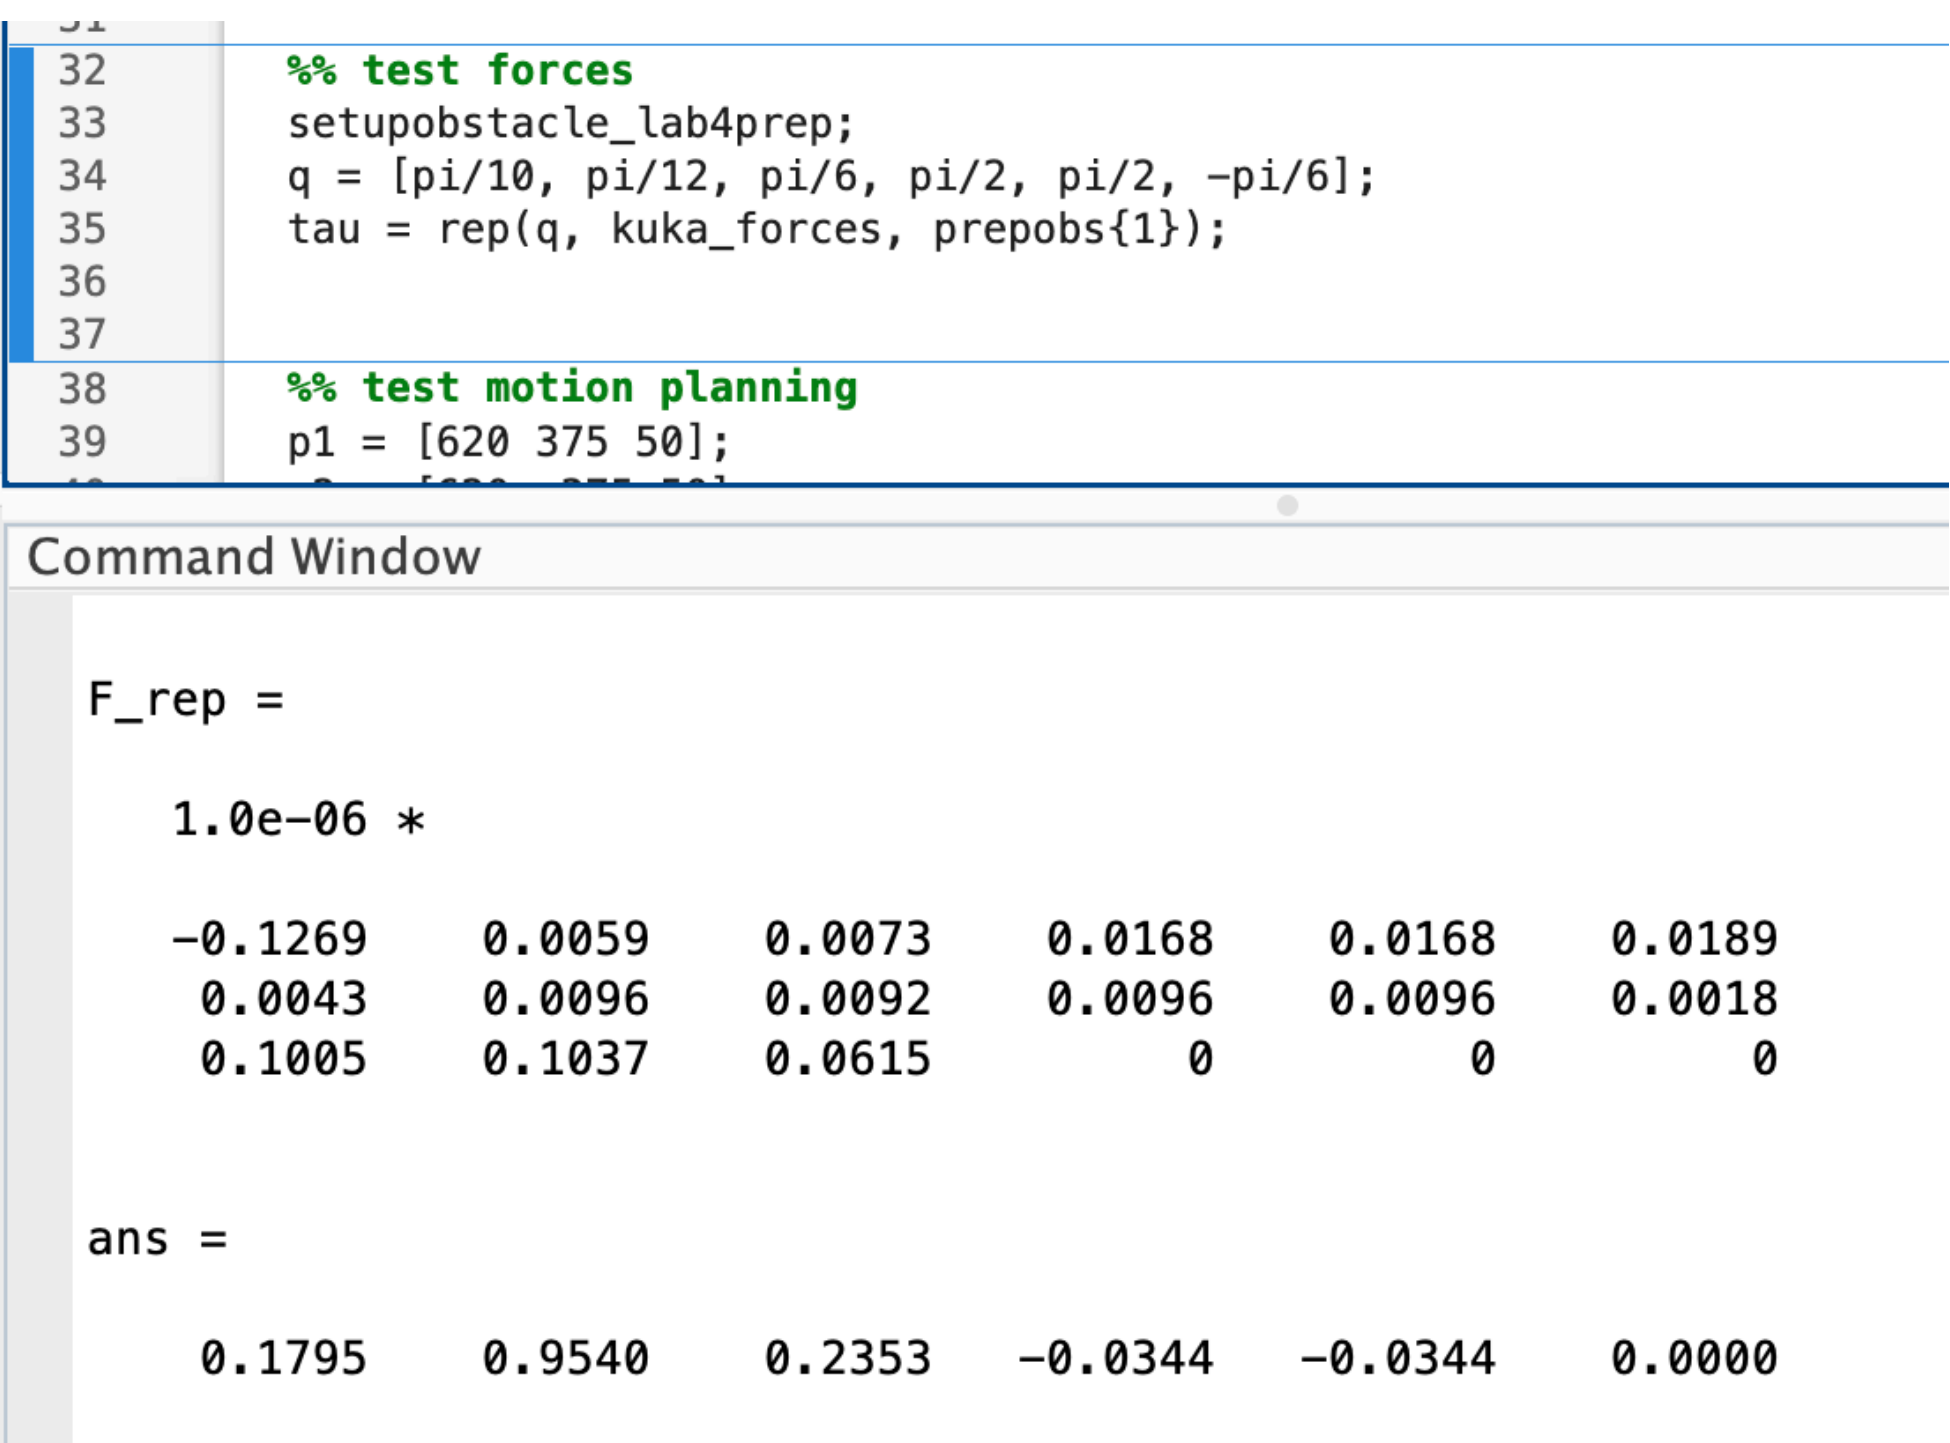 31
32 %% test forces
33 setupobstacle_lab4prep;
34 q = [pi/10, pi/12, pi/6, pi/2, pi/2, -pi/6];
35 tau = rep(q, kuka_forces, prepobs{1});
36
37
38 %% test motion planning
39 p1 = [620 375 50];
Command Window
F_rep =
1.0e-06 *
-0.1269 0.0059 0.0073 0.0168 0.0168 0.0189
0.0043 0.0096 0.0092 0.0096 0.0096 0.0018
0.1005 0.1037 0.0615 0 0 0
ans =
0.1795 0.9540 0.2353 -0.0344 -0.0344 0.0000